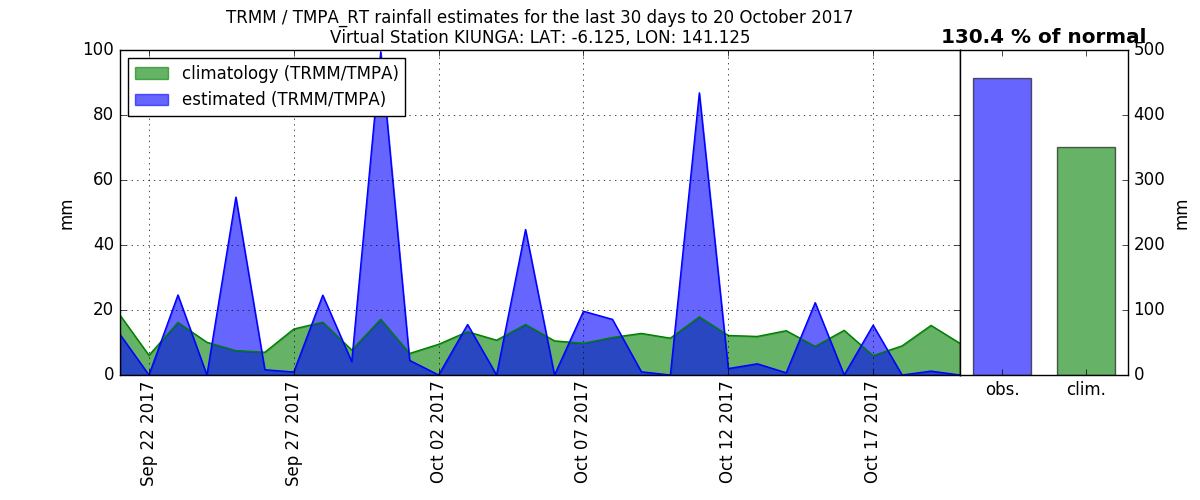 TRMM / TMPA_RT rainfall estimates for the last 30 days to 20 October 2017
Virtual Station KIUNGA: LAT: -6.125, LON: 141.125
130.4 % of normal
climatology (TRMM/TMPA)
estimated (TRMM/TMPA)
100
80
60
40
20
0
mm
Sep 22 2017
Sep 27 2017
Oct 02 2017
Oct 07 2017
Oct 12 2017
Oct 17 2017
500
400
300
200
100
0
mm
obs.
clim.